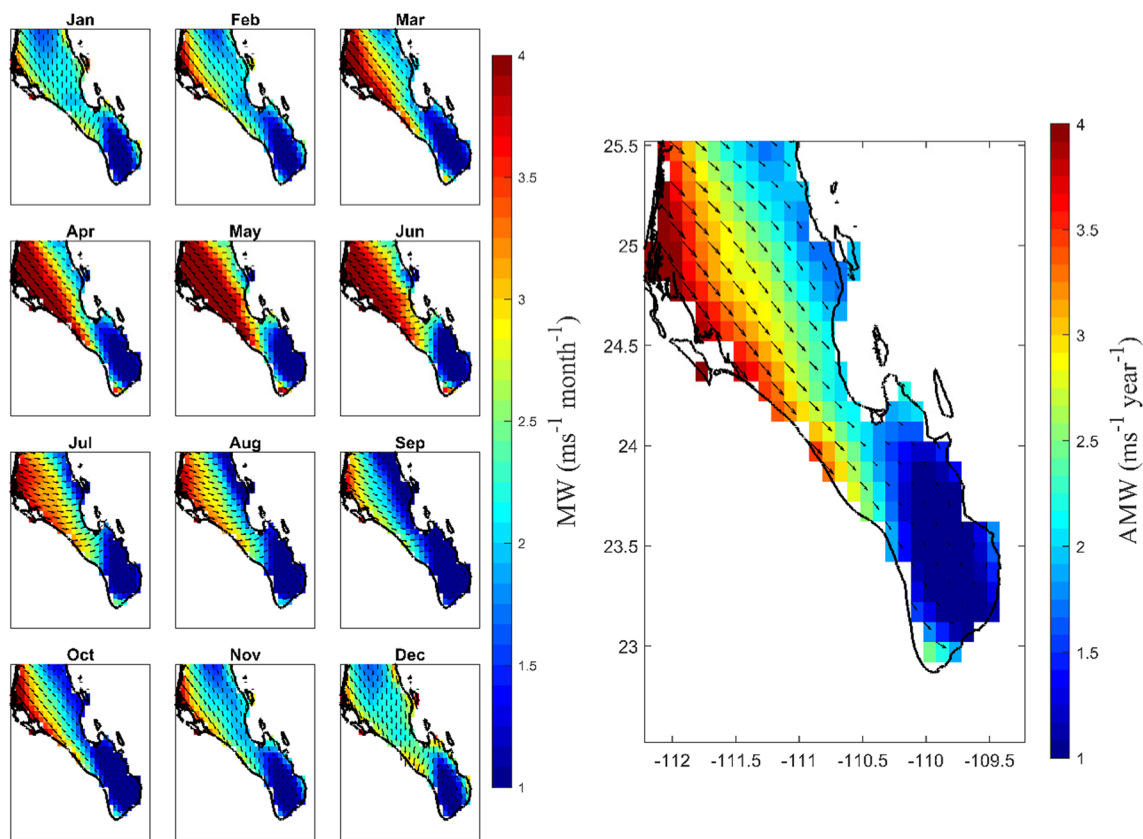 Jan Feb Mar
Apr May Jun
Jul Aug Sep
Oct Nov Dec
4
3.5
3
2.5
2
1.5
1
MW (ms⁻¹ month⁻¹)
25.5
25
24.5
24
23.5
23
-112 -111.5 -111 -110.5 -110 -109.5
4
3.5
3
2.5
2
1.5
1
AMW (ms⁻¹ year⁻¹)